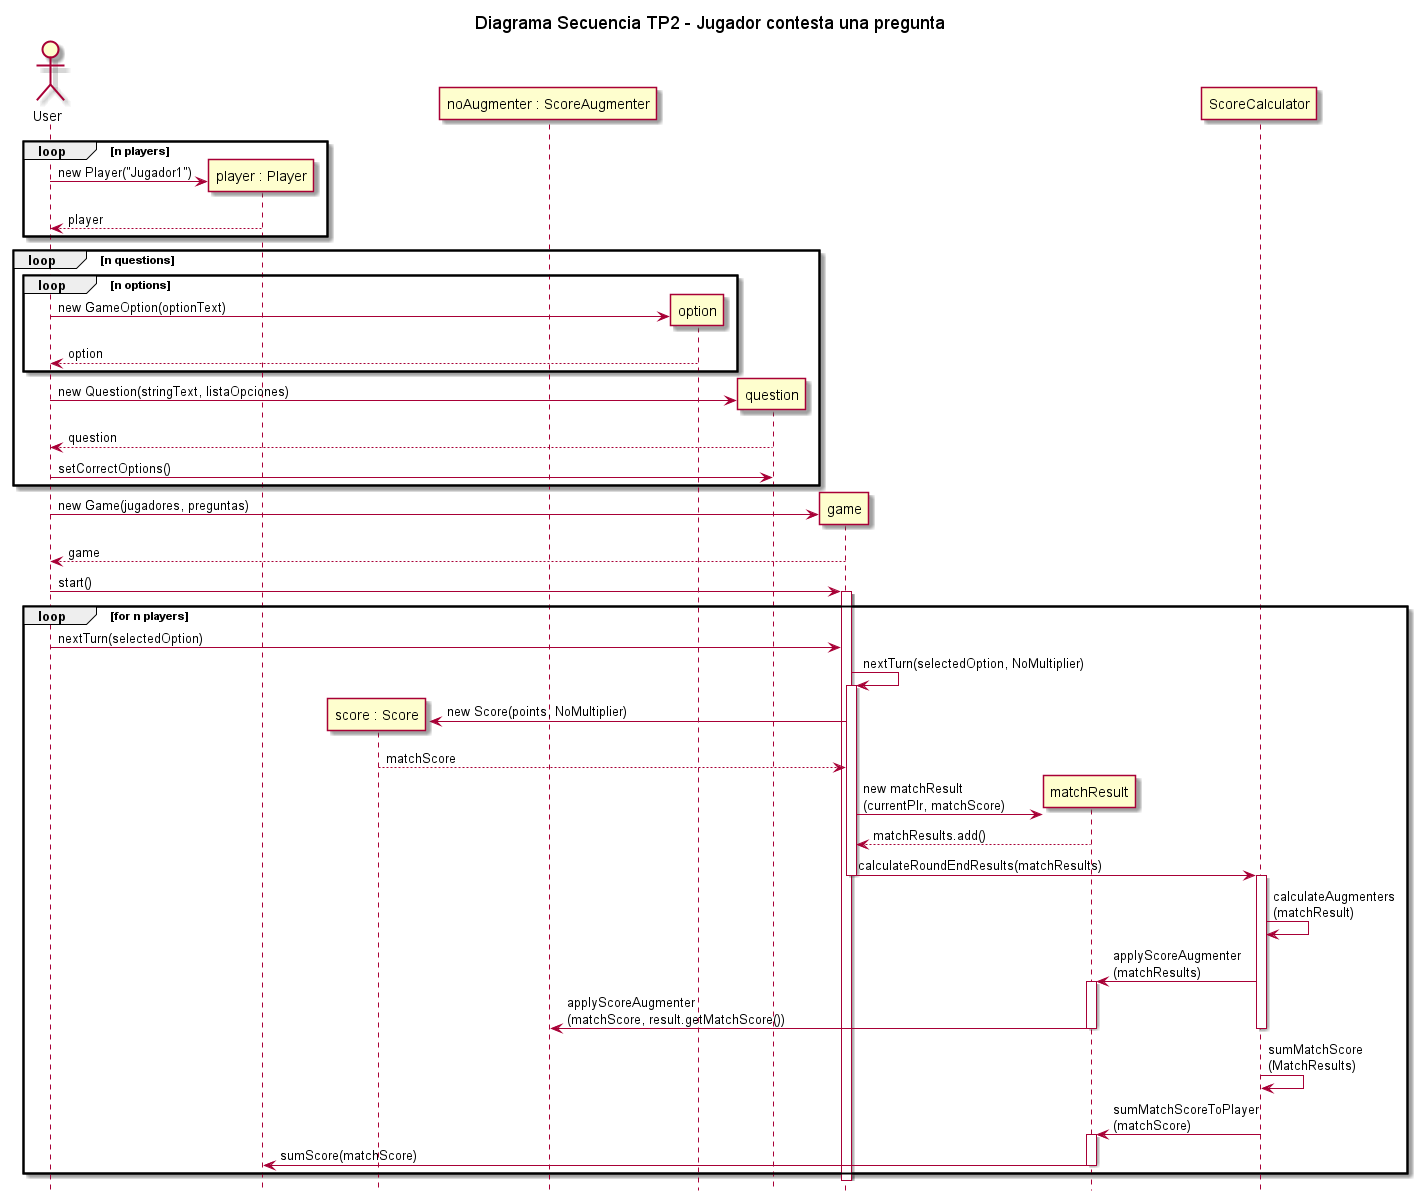 Diagrama Secuencia TP2 - Jugador contesta una pregunta
User
noAugmenter : ScoreAugmenter
ScoreCalculator
loop [n players]
new Player("Jugador1")
player : Player
player
loop [n questions]
loop [n options]
new GameOption(optionText)
option
option
new Question(stringText, listaOpciones)
question
question
setCorrectOptions()
new Game(jugadores, preguntas)
game
game
start()
loop [for n players]
nextTurn(selectedOption)
nextTurn(selectedOption, NoMultiplier)
score : Score
new Score(points, NoMultiplier)
matchScore
new matchResult
(currentPlr, matchScore)
matchResult
matchResults.add()
calculateRoundEndResults(matchResults)
calculateAugmenters
(matchResult)
applyScoreAugmenter
(matchResults)
applyScoreAugmenter
(matchScore, result.getMatchScore())
sumMatchScore
(MatchResults)
sumMatchScoreToPlayer
(matchScore)
sumScore(matchScore)